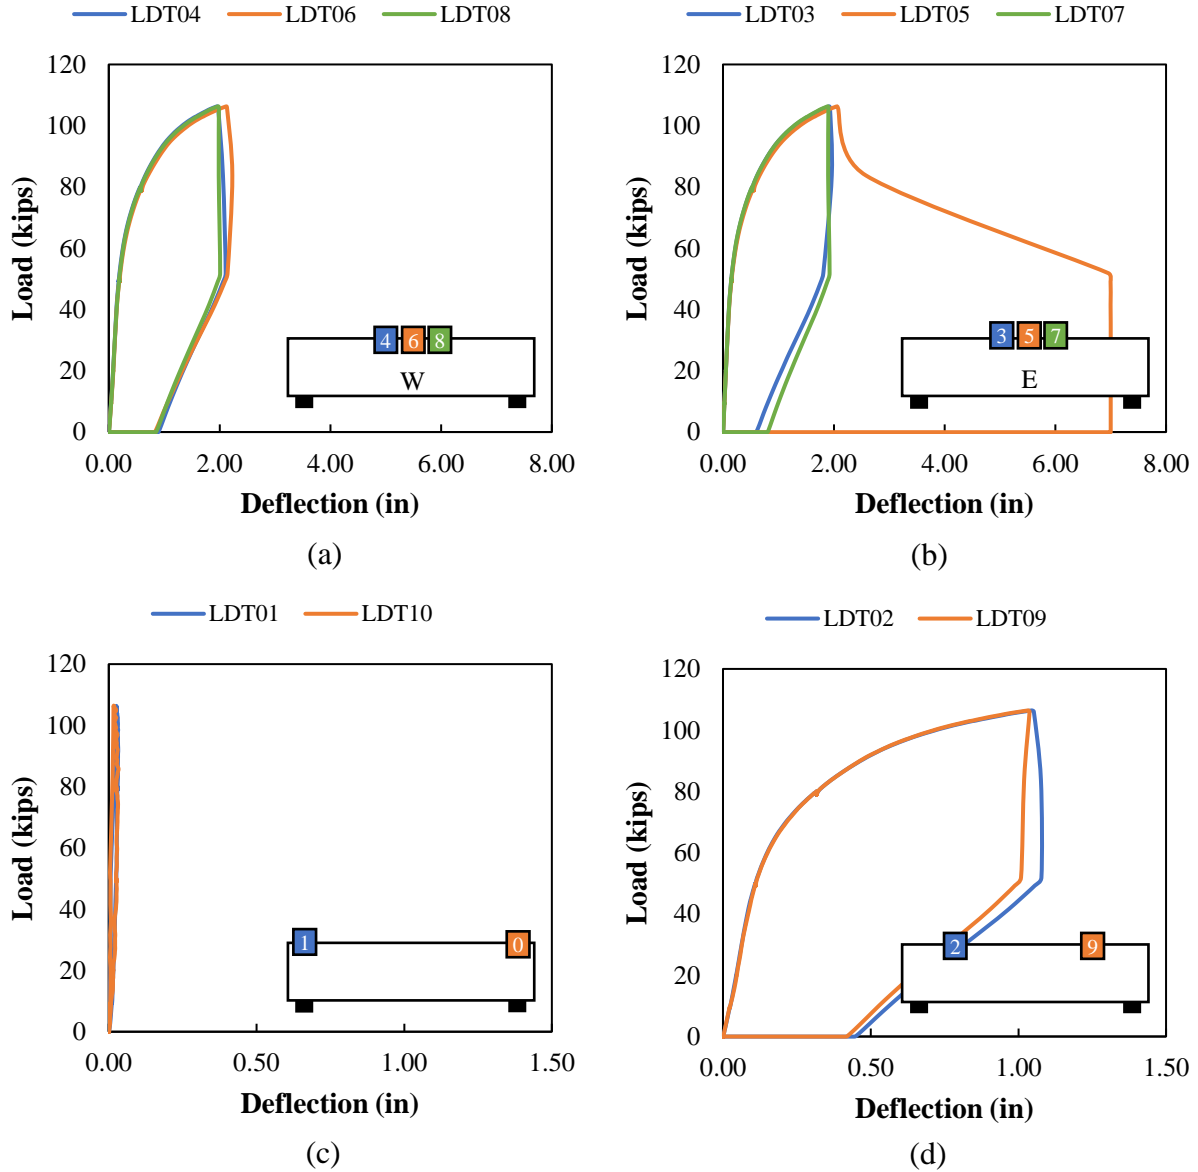 LDT04 LDT06 LDT08
120
100
80
60
40
20
0
Load (kips)
4 6 8
W
0.00 2.00 4.00 6.00 8.00
Deflection (in)
(a)
LDT03 LDT05 LDT07
120
100
80
60
40
20
0
Load (kips)
3 5 7
E
0.00 2.00 4.00 6.00 8.00
Deflection (in)
(b)
LDT01 LDT10
120
100
80
60
40
20
0
Load (kips)
1 0
0.00 0.50 1.00 1.50
Deflection (in)
(c)
LDT02 LDT09
120
100
80
60
40
20
0
Load (kips)
2 9
0.00 0.50 1.00 1.50
Deflection (in)
(d)